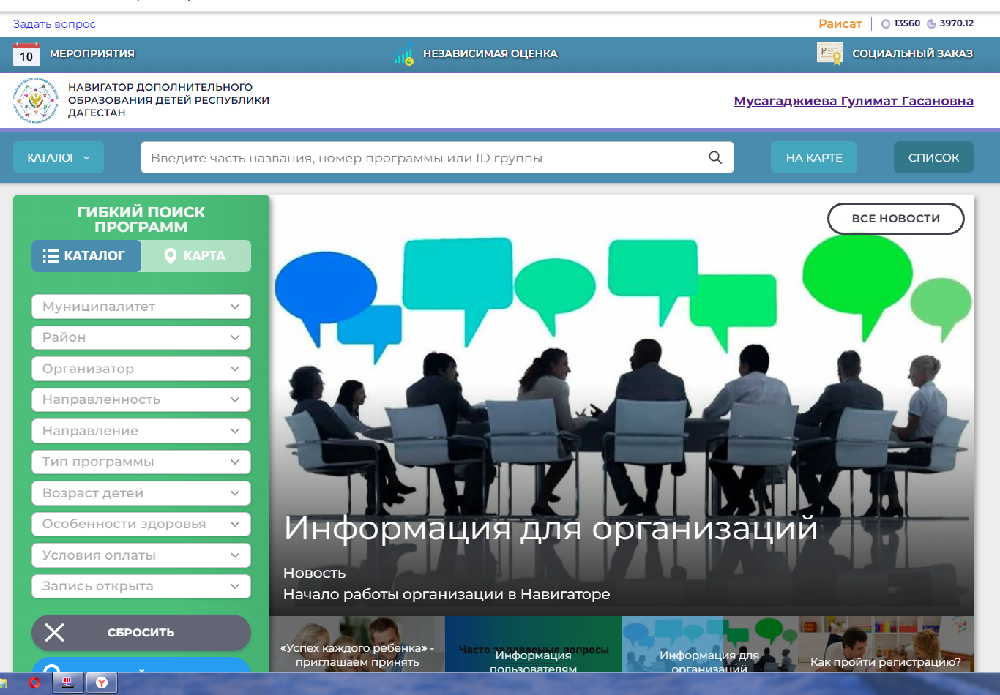 Задать вопрос
Раисат
13560
3970.12
10
МЕРОПРИЯТИЯ
НЕЗАВИСИМАЯ ОЦЕНКА
СОЦИАЛЬНЫЙ ЗАКАЗ
НАВИГАТОР ДОПОЛНИТЕЛЬНОГО
ОБРАЗОВАНИЯ ДЕТЕЙ РЕСПУБЛИКИ
ДАГЕСТАН
Мусагаджиева Гулимат Гасановна
КАТАЛОГ
Введите часть названия, номер программы или ID группы
НА КАРТЕ
СПИСОК
ГИБКИЙ ПОИСК
ПРОГРАММ
КАТАЛОГ
КАРТА
Муниципалитет
Район
Организатор
Направленность
Направление
Тип программы
Возраст детей
Особенности здоровья
Условия оплаты
Запись открыта
СБРОСИТЬ
ВСЕ НОВОСТИ
Информация для организаций
Новость
Начало работы организации в Навигаторе
«Успех каждого ребенка» -
приглашаем принять
Часто задаваемые вопросы
Информация
пользователям
Информация для
организаций
Как пройти регистрацию?